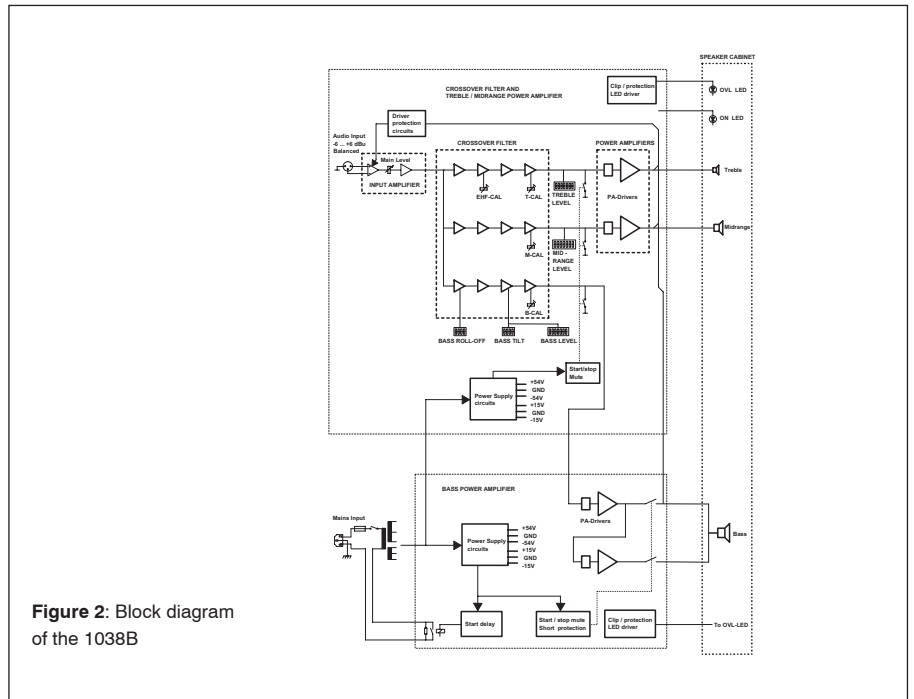 SPEAKER CABINET
CROSSOVER FILTER AND
TREBLE / MIDRANGE POWER AMPLIFIER
Clip / protection
LED driver
OVL LED
ON LED
Driver
protection
circuits
Audio Input
-6 ... +6 dBu
Balanced
Main Level
INPUT AMPLIFIER
CROSSOVER FILTER
POWER AMPLIFIERS
EHF-CAL
T-CAL
TREBLE
LEVEL
PA-Drivers
Treble
M-CAL
MID -
RANGE
LEVEL
Midrange
B-CAL
BASS ROLL-OFF
BASS TILT
BASS LEVEL
Start/stop
Mute
Power Supply
circuits
+54V
GND
-54V
+15V
GND
-15V
BASS POWER AMPLIFIER
Mains Input
Power Supply
circuits
+54V
GND
-54V
+15V
GND
-15V
PA-Drivers
Bass
Start delay
Start / stop mute
Short protection
Clip / protection
LED driver
To OVL-LED
Figure 2: Block diagram
of the 1038B